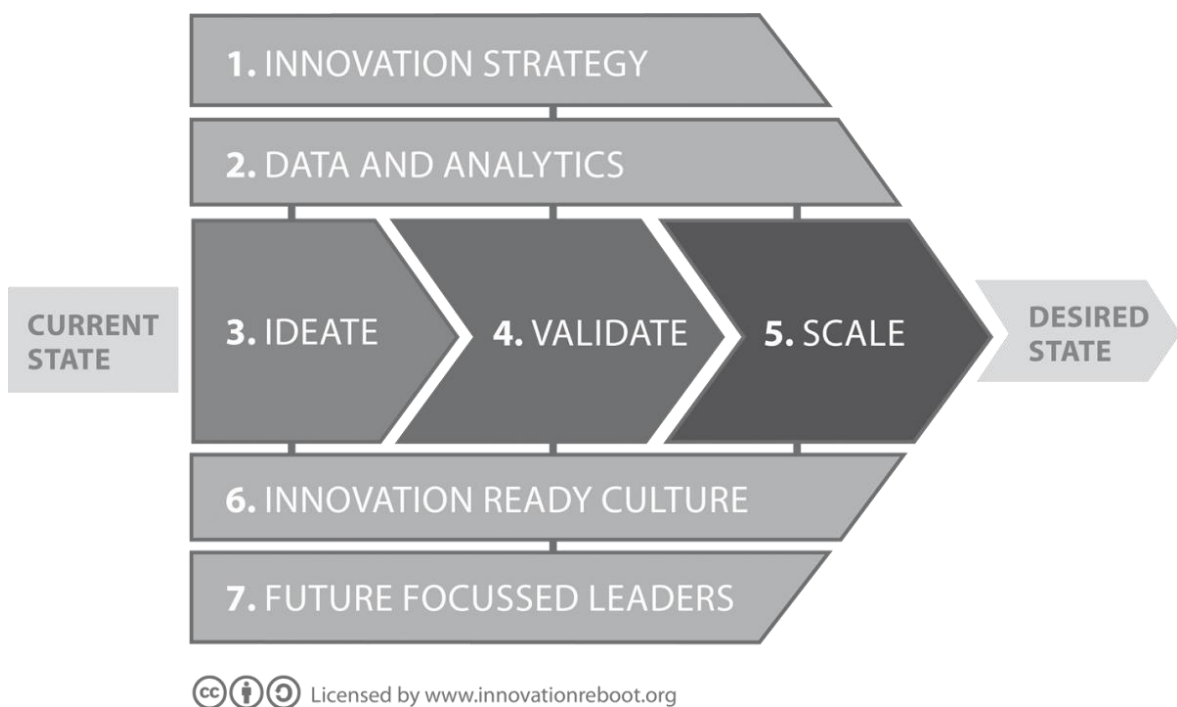 1. INNOVATION STRATEGY
2. DATA AND ANALYTICS
CURRENT
STATE
3. IDEATE
4. VALIDATE
5. SCALE
DESIRED
STATE
6. INNOVATION READY CULTURE
7. FUTURE FOCUSSED LEADERS
cc Licensed by www.innovationreboot.org